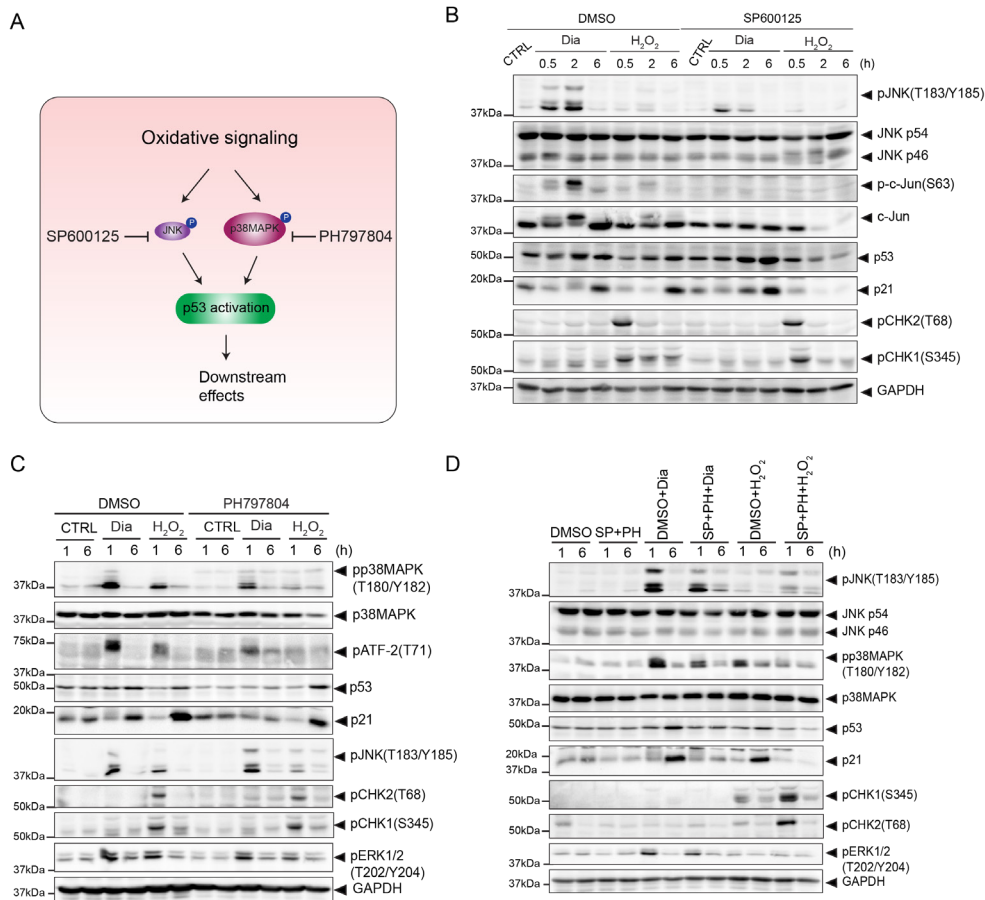 A
Oxidative signaling
P
P
SP600125
JNK
p38MAPK
PH797804
p53 activation
Downstream
effects
B
DMSO
SP600125
CTRL
Dia
H₂O₂
CTRL
Dia
H₂O₂
0.5 2 6 0.5 2 6 0.5 2 6 0.5 2 6 (h)
37kDa
pJNK(T183/Y185)
JNK p54
37kDa
JNK p46
37kDa
p-c-Jun(S63)
37kDa
c-Jun
50kDa
p53
20kDa
p21
50kDa
pCHK2(T68)
50kDa
pCHK1(S345)
37kDa
GAPDH
C
DMSO
PH797804
CTRL Dia H₂O₂ CTRL Dia H₂O₂
1 6 1 6 1 6 1 6 1 6 1 6 (h)
37kDa
pp38MAPK
(T180/Y182)
37kDa
p38MAPK
75kDa
pATF-2(T71)
37kDa
50kDa
p53
20kDa
p21
37kDa
pJNK(T183/Y185)
50kDa
pCHK2(T68)
50kDa
pCHK1(S345)
37kDa
pERK1/2
(T202/Y204)
37kDa
GAPDH
D
DMSO
SP+PH
DMSO+Dia
SP+PH+Dia
DMSO+H₂O₂
SP+PH+H₂O₂
1 6 1 6 1 6 1 6 1 6 1 6 (h)
37kDa
pJNK(T183/Y185)
JNK p54
37kDa
JNK p46
37kDa
pp38MAPK
(T180/Y182)
37kDa
p38MAPK
50kDa
p53
20kDa
37kDa
p21
50kDa
pCHK1(S345)
50kDa
pCHK2(T68)
37kDa
pERK1/2
(T202/Y204)
37kDa
GAPDH